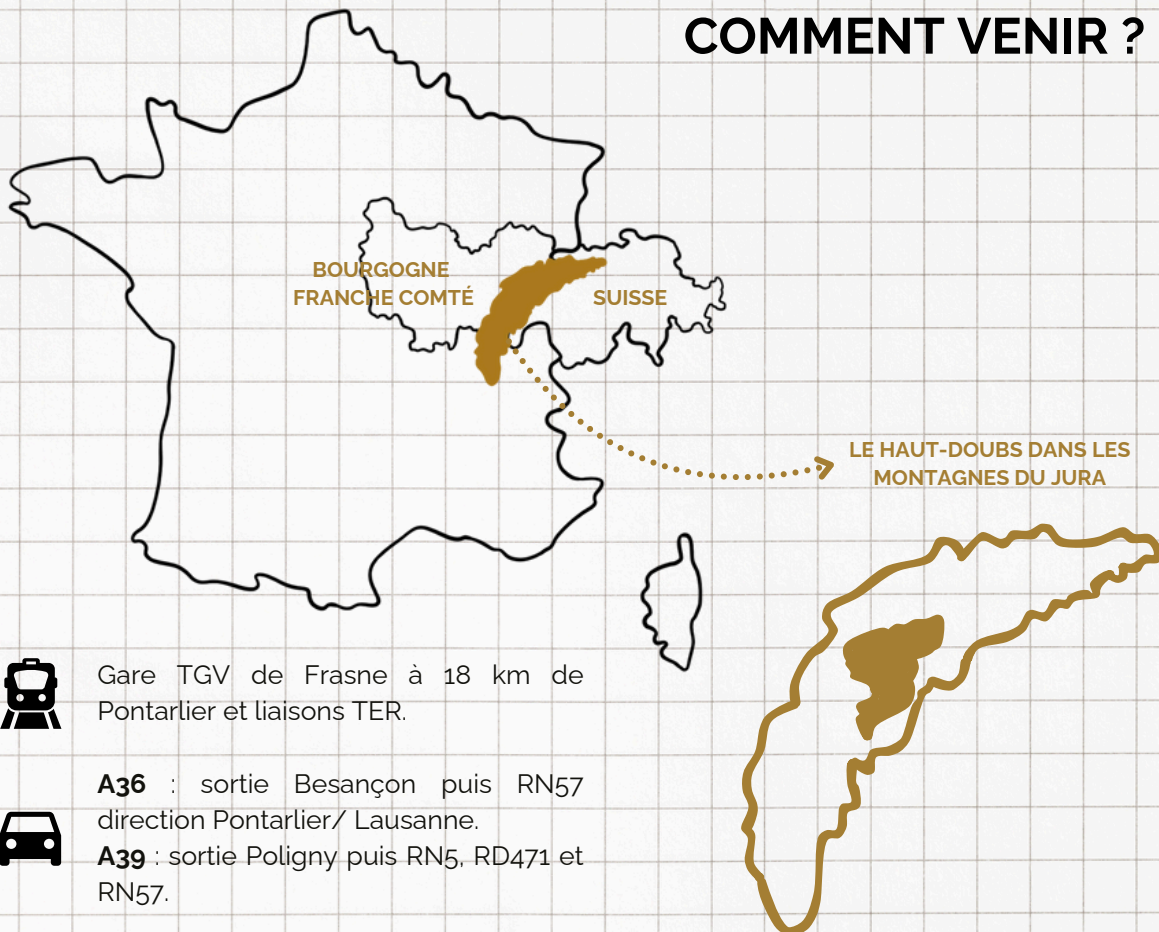 COMMENT VENIR ?
BOURGOGNE
FRANCHE COMTÉ
SUISSE
LE HAUT-DOUBS DANS LES
MONTAGNES DU JURA
Gare TGV de Frasne à 18 km de
Pontarlier et liaisons TER.
A36 : sortie Besançon puis RN57
direction Pontarlier/ Lausanne.
A39 : sortie Poligny puis RN5, RD471 et
RN57.